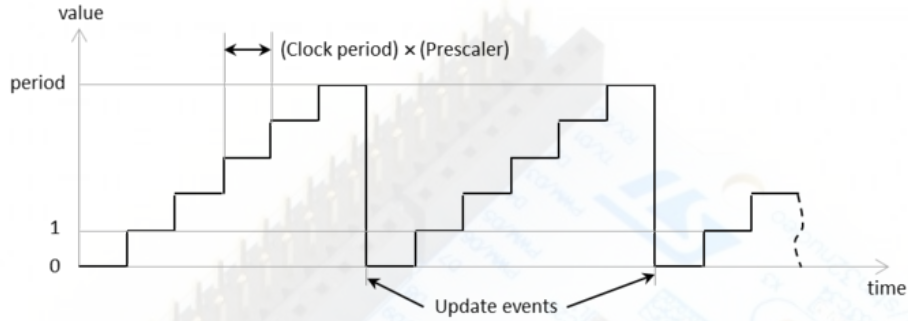 value
(Clock period) × (Prescaler)
period
1
0
time
Update events